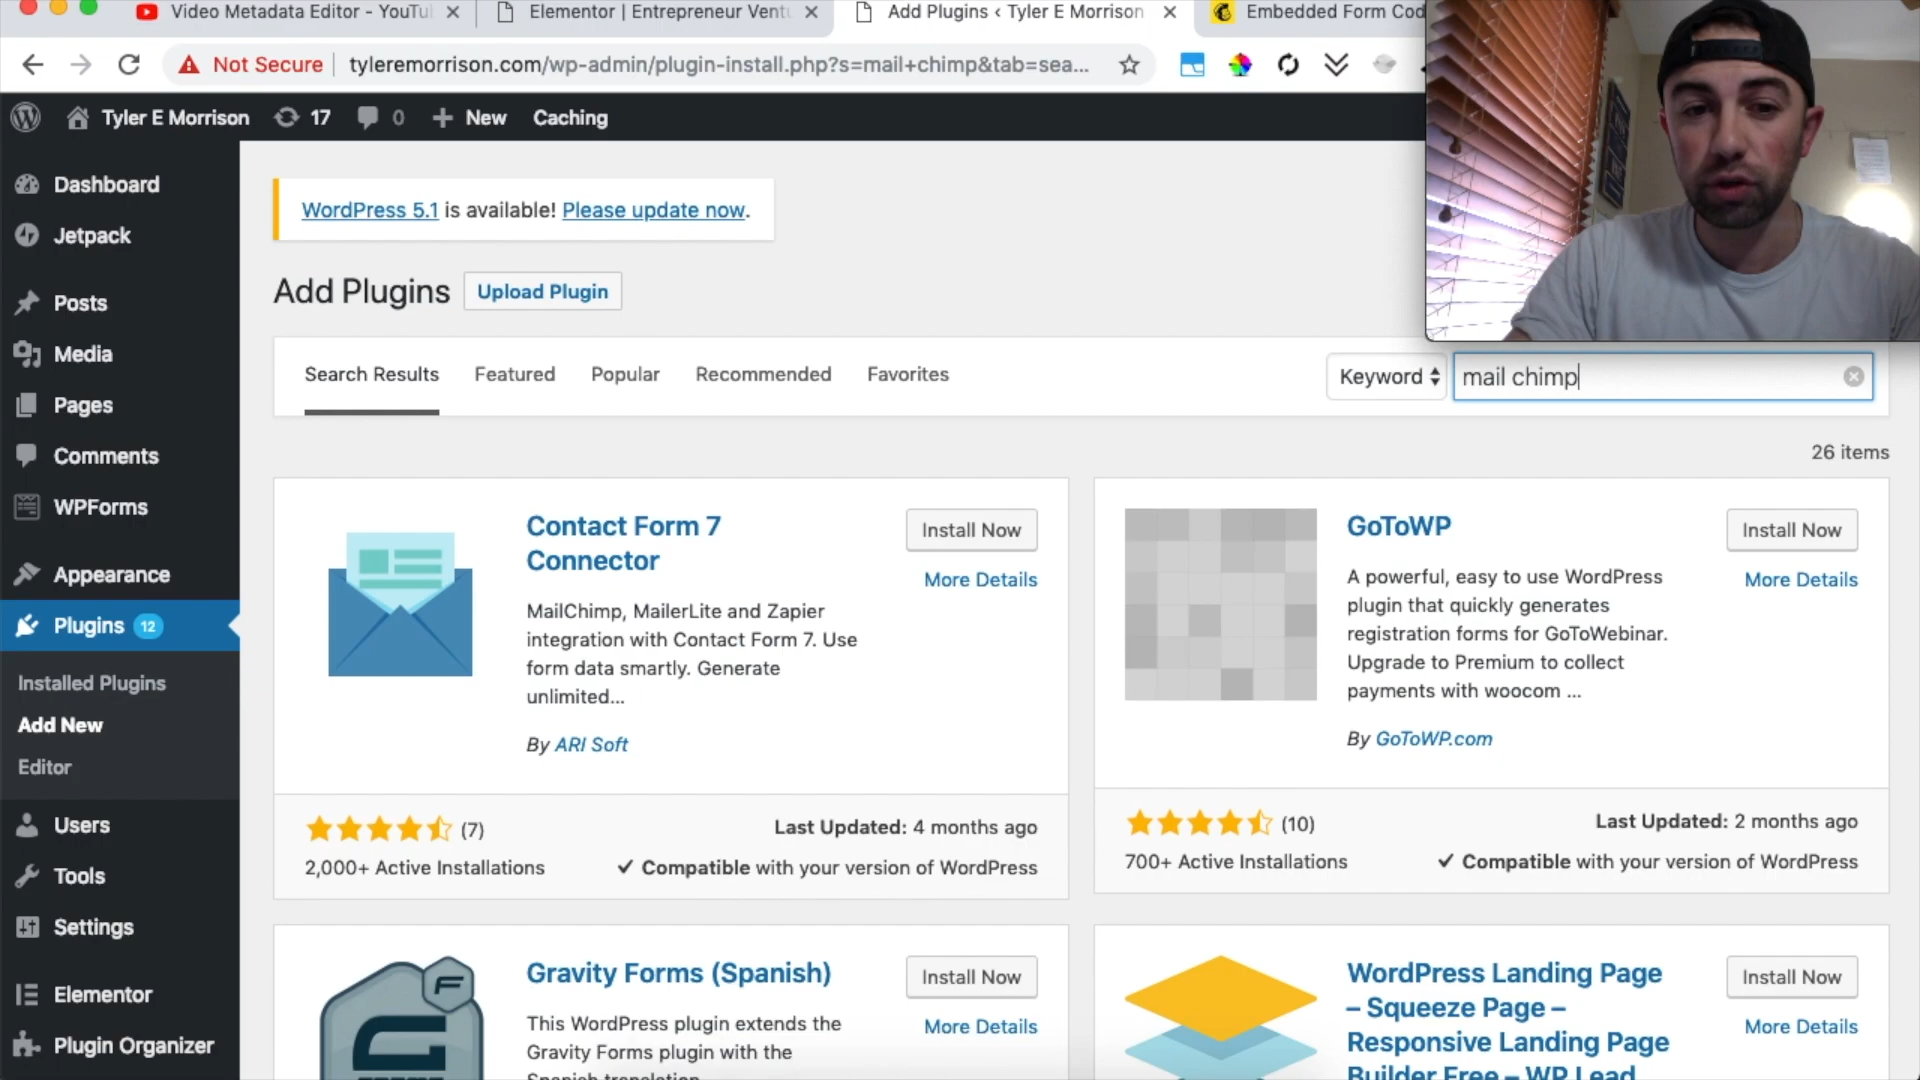 Video Metadata Editor - YouTu
Elementor | Entrepreneur Vent
Add Plugins ‹ Tyler E Morrison
Embedded Form Cod
Not Secure
tyleremorrison.com/wp-admin/plugin-install.php?s=mail+chimp&tab=sea...
Tyler E Morrison
17
0
New
Caching
Dashboard
Jetpack
Posts
Media
Pages
Comments
WPForms
Appearance
Plugins 12
Installed Plugins
Add New
Editor
Users
Tools
Settings
Elementor
Plugin Organizer
WordPress 5.1 is available! Please update now.
Add Plugins
Upload Plugin
Search Results
Featured
Popular
Recommended
Favorites
Keyword
mail chimp
26 items
Contact Form 7
Connector
Install Now
More Details
MailChimp, MailerLite and Zapier
integration with Contact Form 7. Use
form data smartly. Generate
unlimited...
By ARI Soft
(7)
Last Updated: 4 months ago
2,000+ Active Installations
Compatible with your version of WordPress
GoToWP
Install Now
More Details
A powerful, easy to use WordPress
plugin that quickly generates
registration forms for GoToWebinar.
Upgrade to Premium to collect
payments with woocom ...
By GoToWP.com
(10)
Last Updated: 2 months ago
700+ Active Installations
Compatible with your version of WordPress
Gravity Forms (Spanish)
Install Now
More Details
This WordPress plugin extends the
Gravity Forms plugin with the
Spanish translation
WordPress Landing Page
– Squeeze Page –
Responsive Landing Page
Builder Free – WP Lead
Install Now
More Details